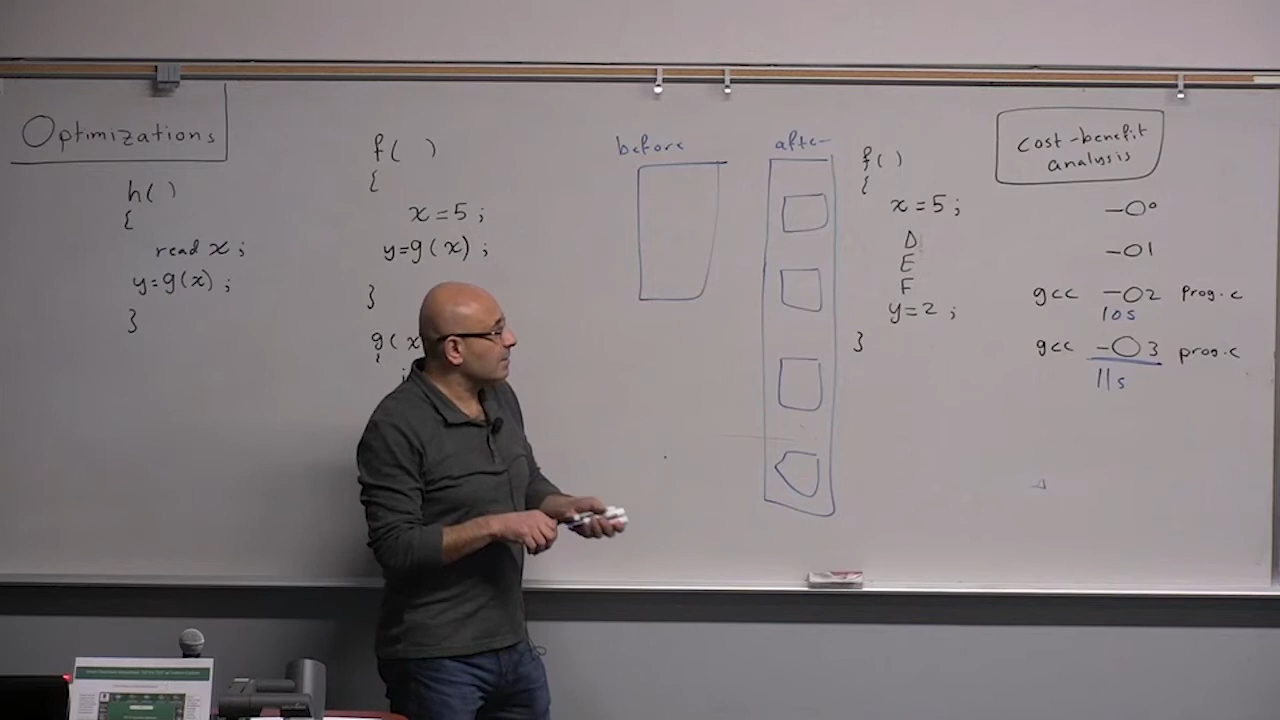 Optimizations
h( )
{
read x ;
y=g(x) ;
}
f( )
{
x=5 ;
y=g(x) ;
}
g(x
{
before
after
f( )
{
x=5 ;
D
E
F
y=2 ;
}
cost-benefit
analysis
-O0
-O1
gcc -O2 prog.c
10s
gcc -O3 prog.c
11s